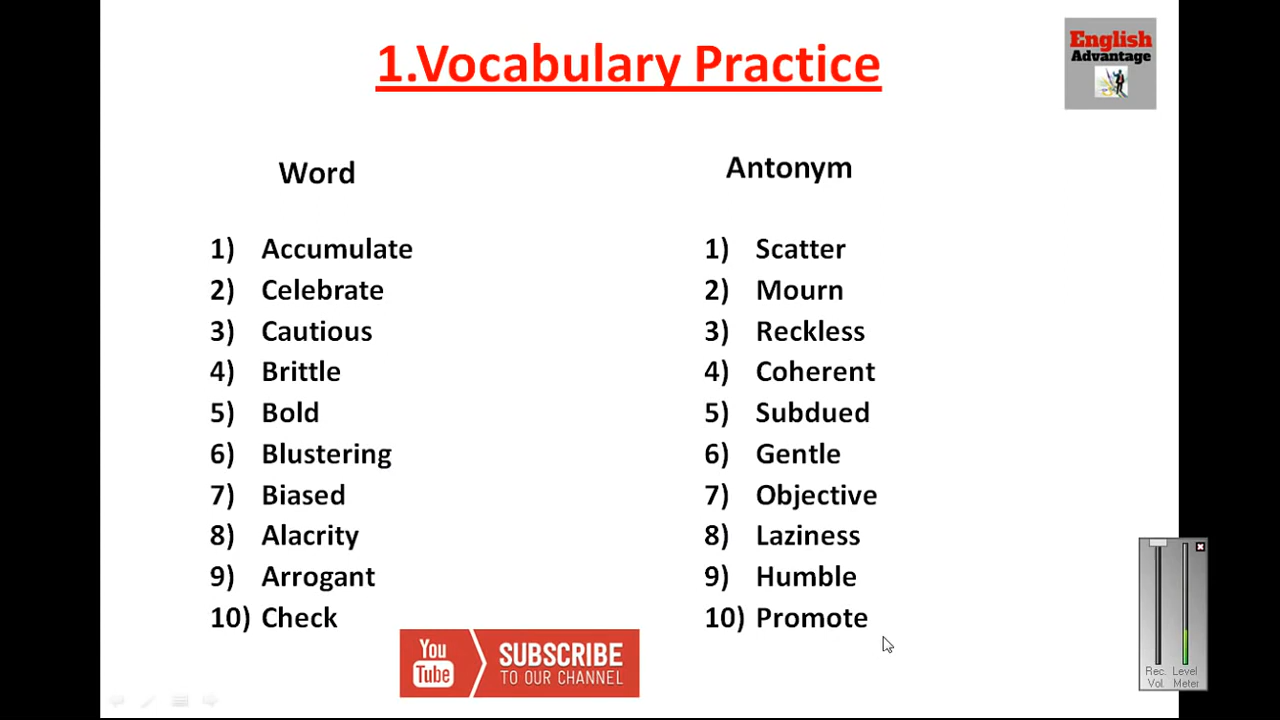 1.Vocabulary Practice
English
Advantage
Word
Antonym
1) Accumulate
2) Celebrate
3) Cautious
4) Brittle
5) Bold
6) Blustering
7) Biased
8) Alacrity
9) Arrogant
10) Check
1) Scatter
2) Mourn
3) Reckless
4) Coherent
5) Subdued
6) Gentle
7) Objective
8) Laziness
9) Humble
10) Promote
You
Tube
SUBSCRIBE
TO OUR CHANNEL
Rec. Level
Vol. Meter